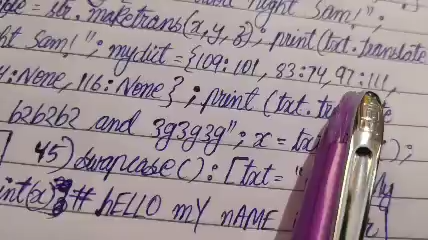 = str.maketrans(x, y, z); print(txt.translate
ht Sam!"; mydict = {109:101, 83:74, 97:111,
:None, 116:None}; print (txt.
b2b2b2 and 3g3g3g"; x =
45) swapcase(): [txt = "
int(x) # hELLO mY nAME